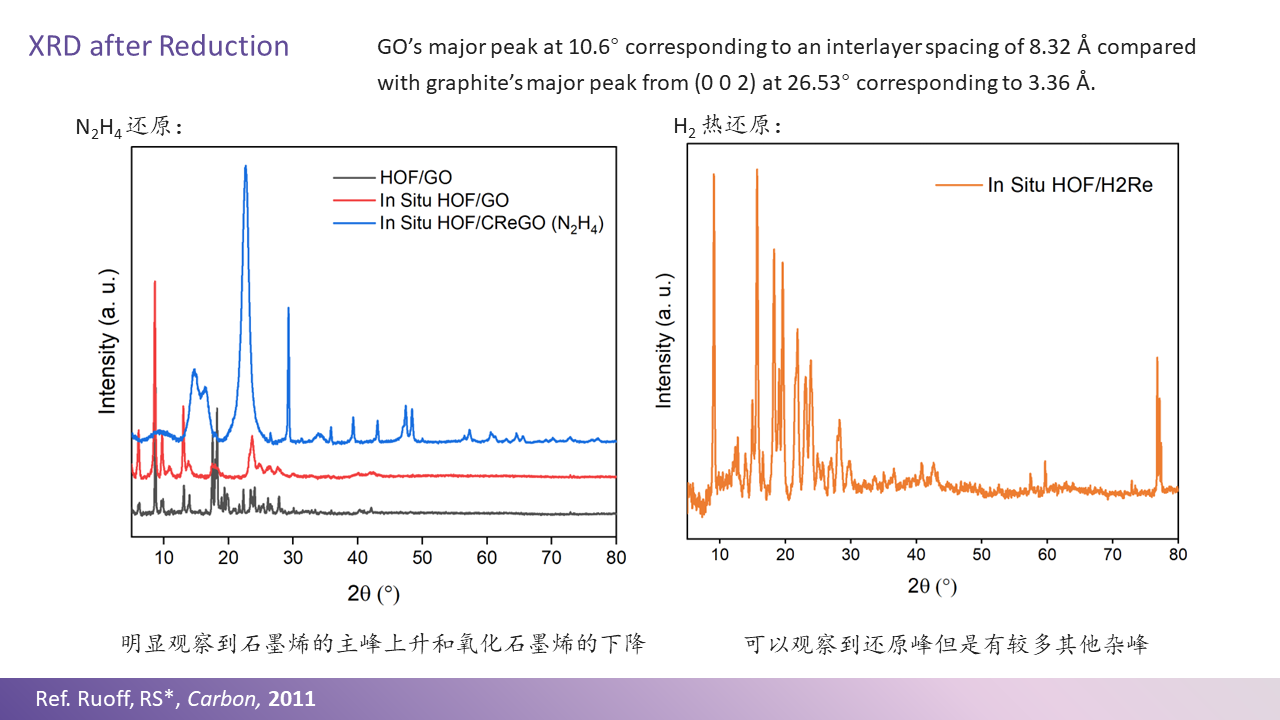 XRD after Reduction
GO’s major peak at 10.6° corresponding to an interlayer spacing of 8.32 Å compared
with graphite’s major peak from (0 0 2) at 26.53° corresponding to 3.36 Å.
N₂H₄ 还原：
H₂ 热还原：
HOF/GO
In Situ HOF/GO
In Situ HOF/CReGO (N₂H₄)
Intensity (a. u.)
10 20 30 40 50 60 70 80
2θ (°)
In Situ HOF/H2Re
Intensity (a. u.)
10 20 30 40 50 60 70 80
2θ (°)
明显观察到石墨烯的主峰上升和氧化石墨烯的下降
可以观察到还原峰但是有较多其他杂峰
Ref. Ruoff, RS*, Carbon, 2011